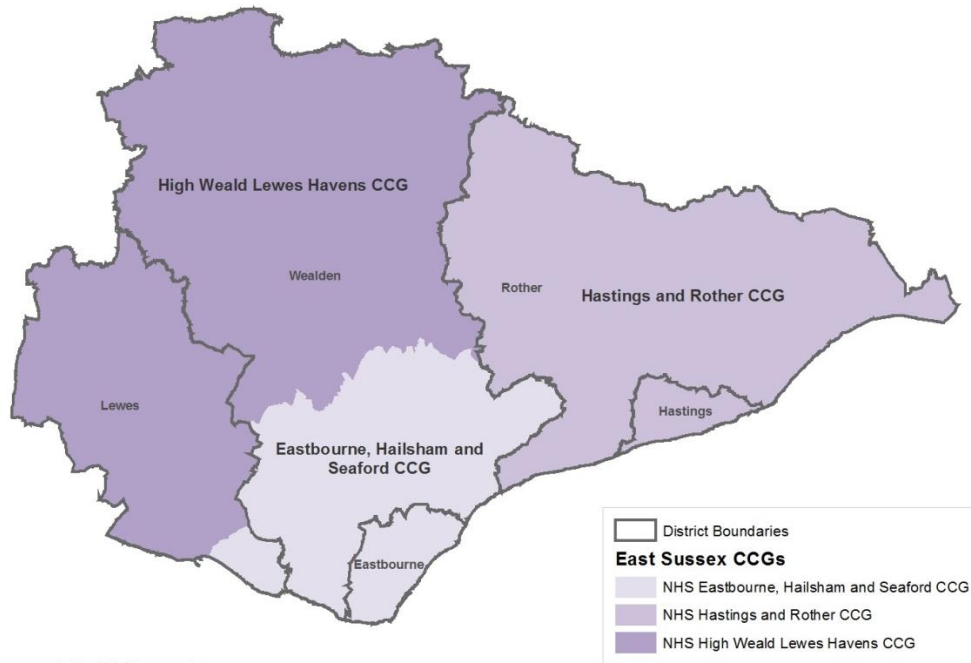 High Weald Lewes Havens CCG
Wealden
Rother
Hastings and Rother CCG
Lewes
Hastings
Eastbourne, Hailsham and
Seaford CCG
Eastbourne
District Boundaries
East Sussex CCGs
NHS Eastbourne, Hailsham and Seaford CCG
NHS Hastings and Rother CCG
NHS High Weald Lewes Havens CCG